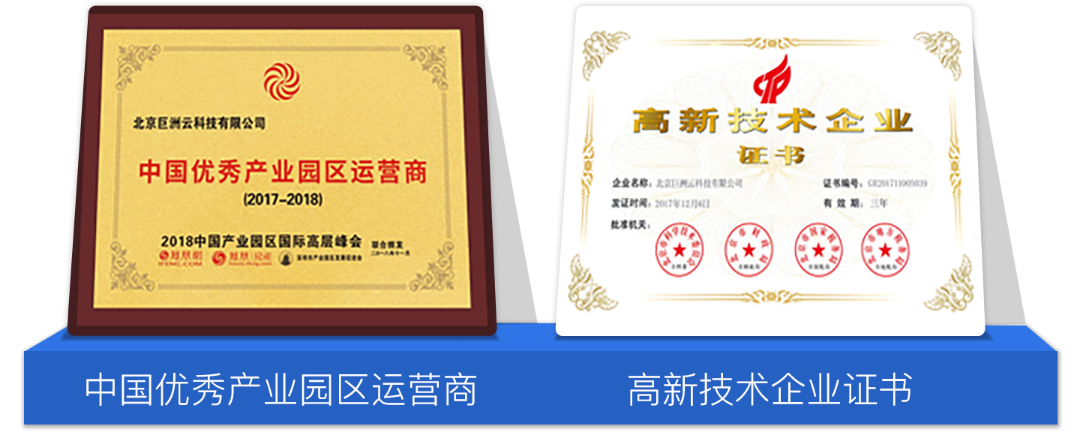 北京巨洲云科技有限公司
中国优秀产业园区运营商
(2017-2018)
2018中国产业园区国际高层峰会
联合颁发
二〇一八年十一月
凤凰网
IFENG.COM
高新技术企业
证书
企业名称：北京巨洲云科技有限公司
证书编号：GR201711005039
发证时间：2017年12月6日
有 效 期：三年
批准机关：
中国优秀产业园区运营商
高新技术企业证书